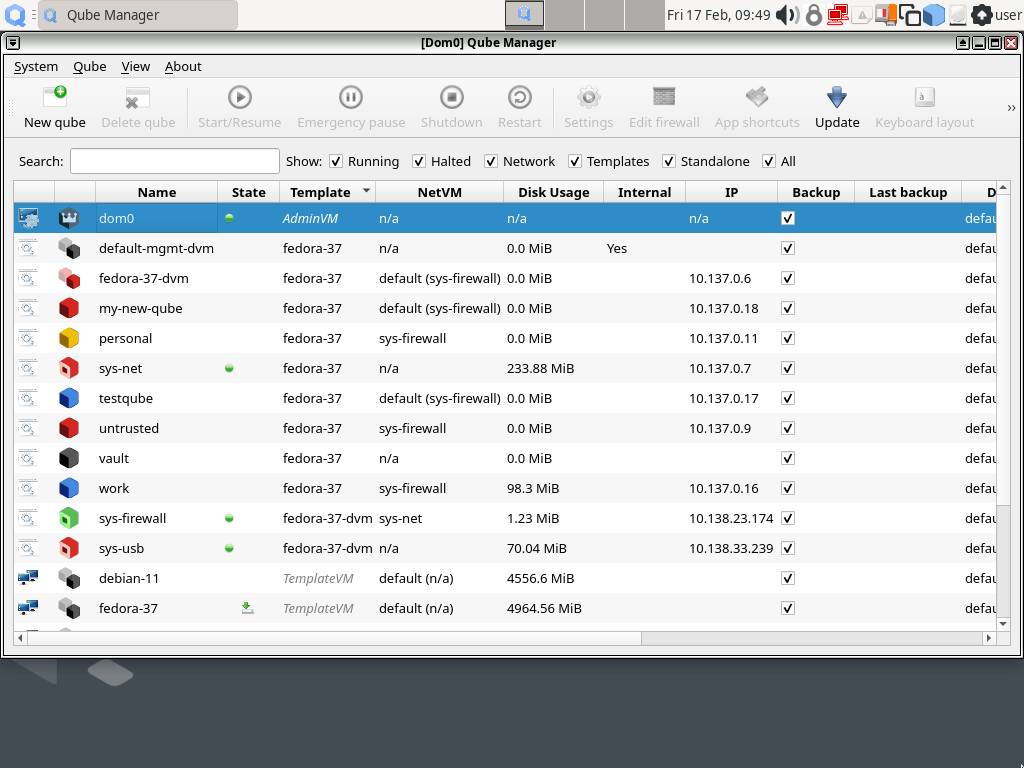 Qube Manager Fri 17 Feb, 09:49 user
[Dom0] Qube Manager
System Qube View About
New qube Delete qube Start/Resume Emergency pause Shutdown Restart Settings Edit firewall App shortcuts Update Keyboard layout
Search: Show: Running Halted Network Templates Standalone All
Name State Template NetVM Disk Usage Internal IP Backup Last backup D
dom0 AdminVM n/a n/a n/a defau
default-mgmt-dvm fedora-37 n/a 0.0 MiB Yes defau
fedora-37-dvm fedora-37 default (sys-firewall) 0.0 MiB 10.137.0.6 defau
my-new-qube fedora-37 default (sys-firewall) 0.0 MiB 10.137.0.18 defau
personal fedora-37 sys-firewall 0.0 MiB 10.137.0.11 defau
sys-net fedora-37 n/a 233.88 MiB 10.137.0.7 defau
testqube fedora-37 default (sys-firewall) 0.0 MiB 10.137.0.17 defau
untrusted fedora-37 sys-firewall 0.0 MiB 10.137.0.9 defau
vault fedora-37 n/a 0.0 MiB defau
work fedora-37 sys-firewall 98.3 MiB 10.137.0.16 defau
sys-firewall fedora-37-dvm sys-net 1.23 MiB 10.138.23.174 defau
sys-usb fedora-37-dvm n/a 70.04 MiB 10.138.33.239 defau
debian-11 TemplateVM default (n/a) 4556.6 MiB defau
fedora-37 TemplateVM default (n/a) 4964.56 MiB defau